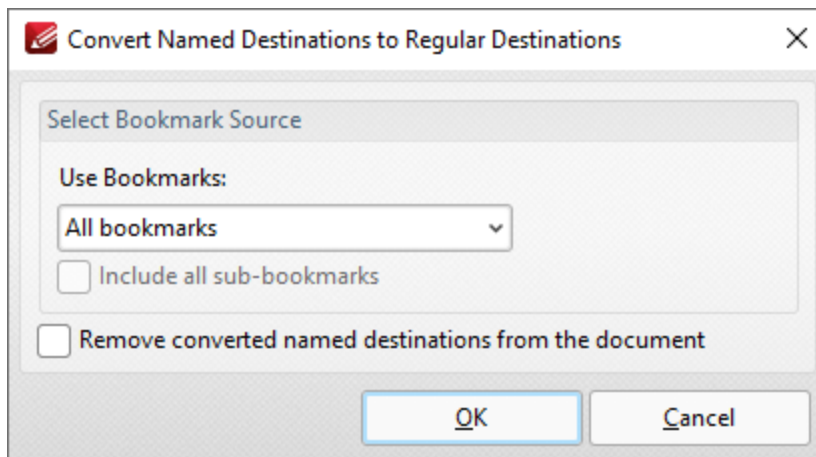 Convert Named Destinations to Regular Destinations
Select Bookmark Source
Use Bookmarks:
All bookmarks
Include all sub-bookmarks
Remove converted named destinations from the document
OK Cancel